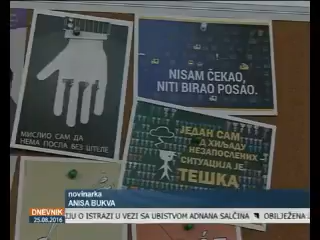 МИСЛИО САМ ДА
НЕМА ПОСЛА БЕЗ ШТЕЛЕ
NISAM ČEKAO,
NITI BIRAO POSAO.
ЈЕДАН САМ
ОД ХИЉАДУ
НЕЗАПОСЛЕНИХ
СИТУАЦИЈА ЈЕ
ТЕШКА
novinarka
ANISA BUKVA
DNEVNIK
25.08.2016
JU O ISTRAZI U VEZI SA UBISTVOM ADNANA SALČINA
OBILJEŽENA